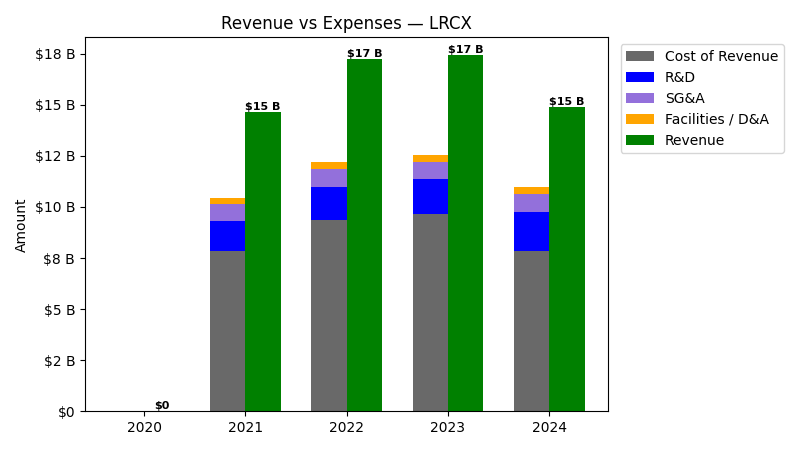 Revenue vs Expenses — LRCX
Amount
$18 B
$15 B
$12 B
$10 B
$8 B
$5 B
$2 B
$0
$0
$15 B
$17 B
$17 B
$15 B
2020
2021
2022
2023
2024
Cost of Revenue
R&D
SG&A
Facilities / D&A
Revenue